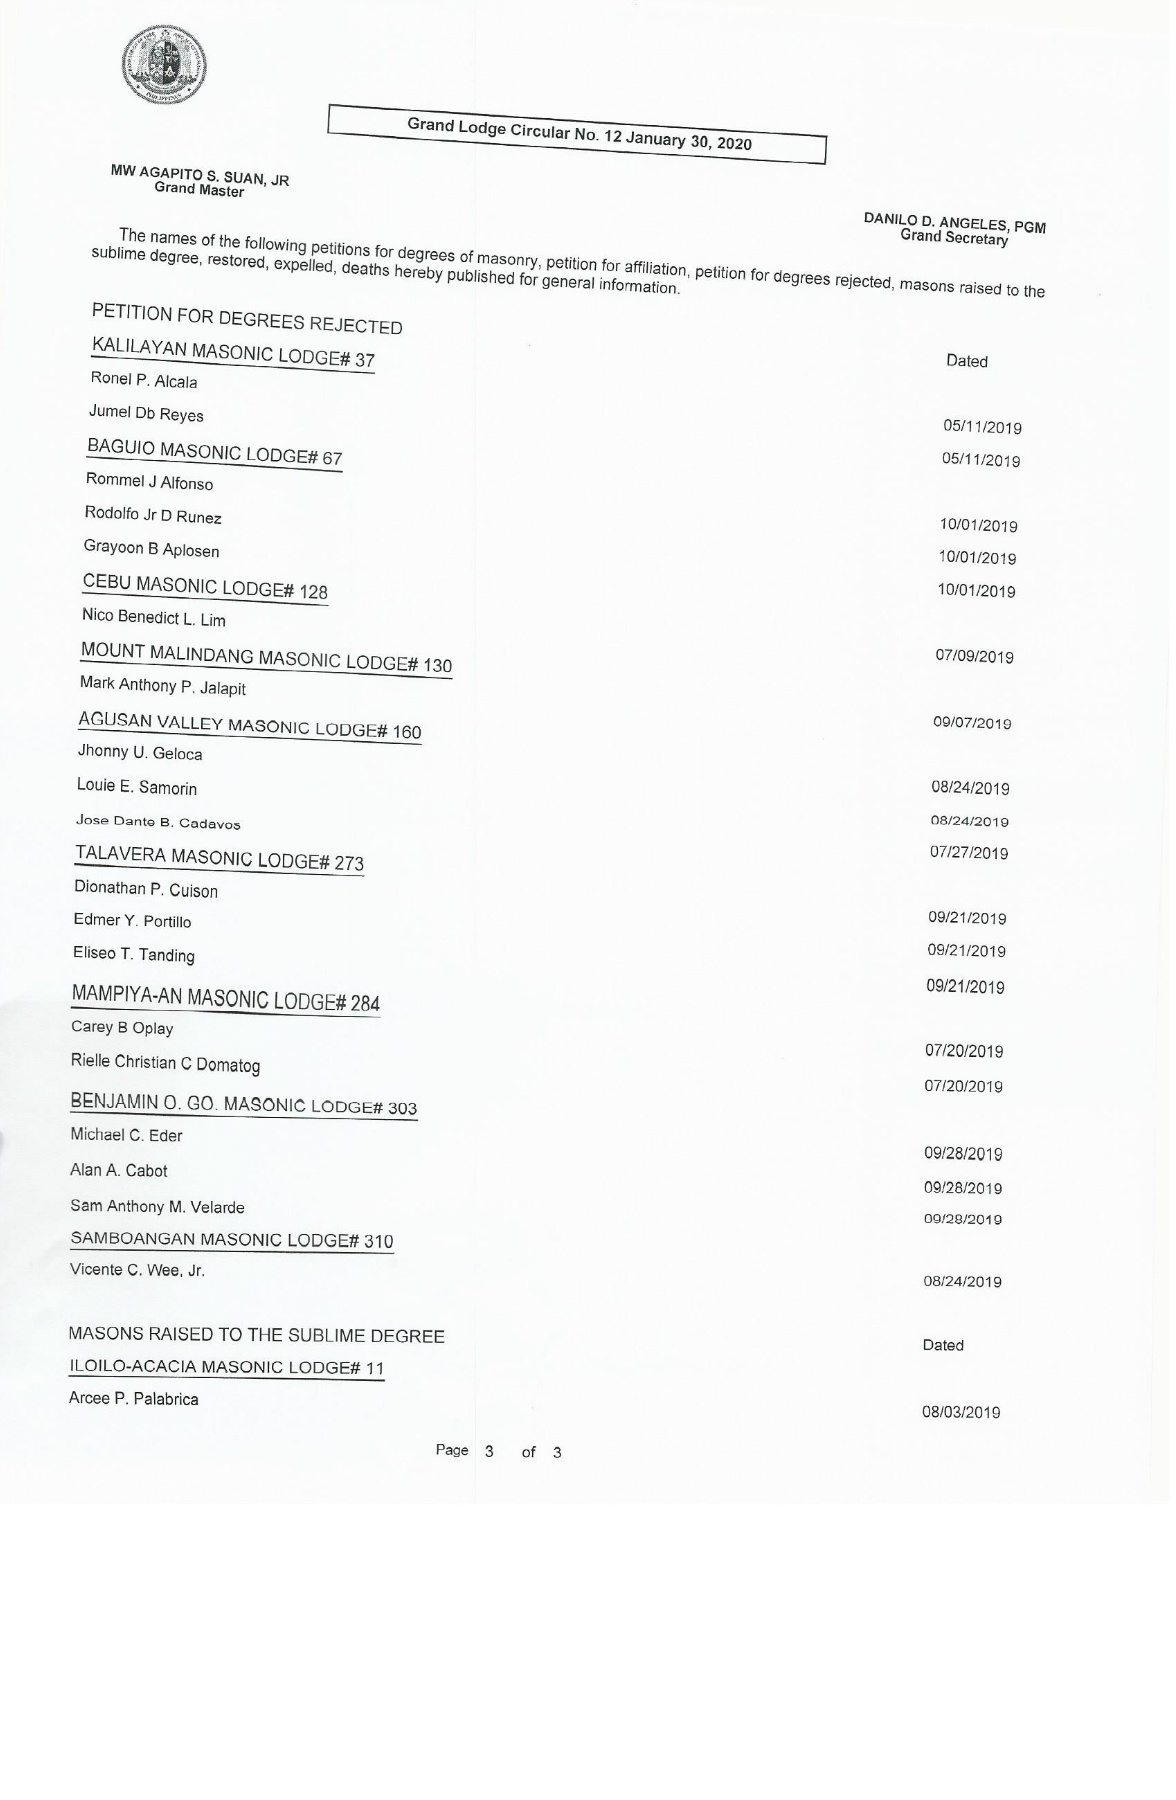 Grand Lodge Circular No. 12 January 30, 2020
MW AGAPITO S. SUAN, JR
Grand Master
DANILO D. ANGELES, PGM
Grand Secretary
The names of the following petitions for degrees of masonry, petition for affiliation, petition for degrees rejected, masons raised to the
sublime degree, restored, expelled, deaths hereby published for general information.
PETITION FOR DEGREES REJECTED
KALILAYAN MASONIC LODGE# 37 Dated
Ronel P. Alcala 05/11/2019
Jumel Db Reyes 05/11/2019
BAGUIO MASONIC LODGE# 67
Rommel J Alfonso 10/01/2019
Rodolfo Jr D Runez 10/01/2019
Grayoon B Aplosen 10/01/2019
CEBU MASONIC LODGE# 128
Nico Benedict L. Lim 07/09/2019
MOUNT MALINDANG MASONIC LODGE# 130
Mark Anthony P. Jalapit 09/07/2019
AGUSAN VALLEY MASONIC LODGE# 160
Jhonny U. Geloca 08/24/2019
Louie E. Samorin 08/24/2019
Jose Dante B. Cadavos 07/27/2019
TALAVERA MASONIC LODGE# 273
Dionathan P. Cuison 09/21/2019
Edmer Y. Portillo 09/21/2019
Eliseo T. Tanding 09/21/2019
MAMPIYA-AN MASONIC LODGE# 284
Carey B Oplay 07/20/2019
Rielle Christian C Domatog 07/20/2019
BENJAMIN O. GO. MASONIC LODGE# 303
Michael C. Eder 09/28/2019
Alan A. Cabot 09/28/2019
Sam Anthony M. Velarde 09/28/2019
SAMBOANGAN MASONIC LODGE# 310
Vicente C. Wee, Jr. 08/24/2019
MASONS RAISED TO THE SUBLIME DEGREE Dated
ILOILO-ACACIA MASONIC LODGE# 11
Arcee P. Palabrica 08/03/2019
Page 3 of 3